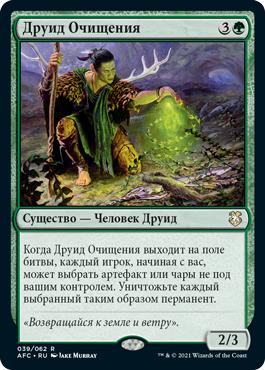 Друид Очищения 3
Существо — Человек Друид
Когда Друид Очищения выходит на поле
битвы, каждый игрок, начиная с вас,
может выбрать артефакт или чары не под
вашим контролем. Уничтожьте каждый
выбранный таким образом перманент.
«Возвращайся к земле и ветру».
2/3
039/062 R
AFC • RU Jake Murray
™ & © 2021 Wizards of the Coast